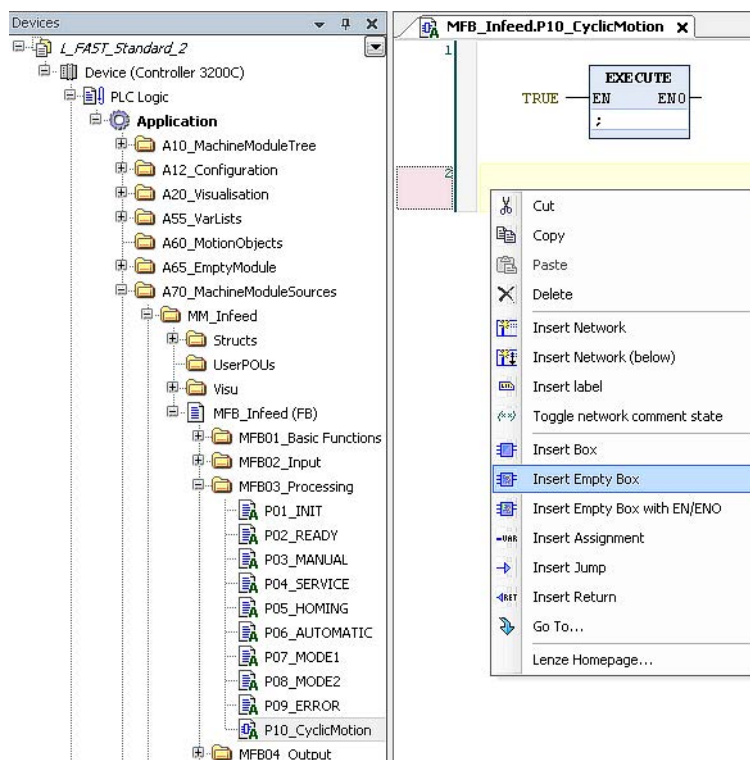 Devices
L_FAST_Standard_2
Device (Controller 3200C)
PLC Logic
Application
A10_MachineModuleTree
A12_Configuration
A20_Visualisation
A55_VarLists
A60_MotionObjects
A65_EmptyModule
A70_MachineModuleSources
MM_Infeed
Structs
UserPOUs
Visu
MFB_Infeed (FB)
MFB01_Basic Functions
MFB02_Input
MFB03_Processing
P01_INIT
P02_READY
P03_MANUAL
P04_SERVICE
P05_HOMING
P06_AUTOMATIC
P07_MODE1
P08_MODE2
P09_ERROR
P10_CyclicMotion
MFB04_Output
MFB_Infeed.P10_CyclicMotion X
1
EXECUTE
TRUE EN ENO
;
2
Cut
Copy
Paste
Delete
Insert Network
Insert Network (below)
Insert label
Toggle network comment state
Insert Box
Insert Empty Box
Insert Empty Box with EN/ENO
VAR Insert Assignment
Insert Jump
RET Insert Return
Go To...
Lenze Homepage...